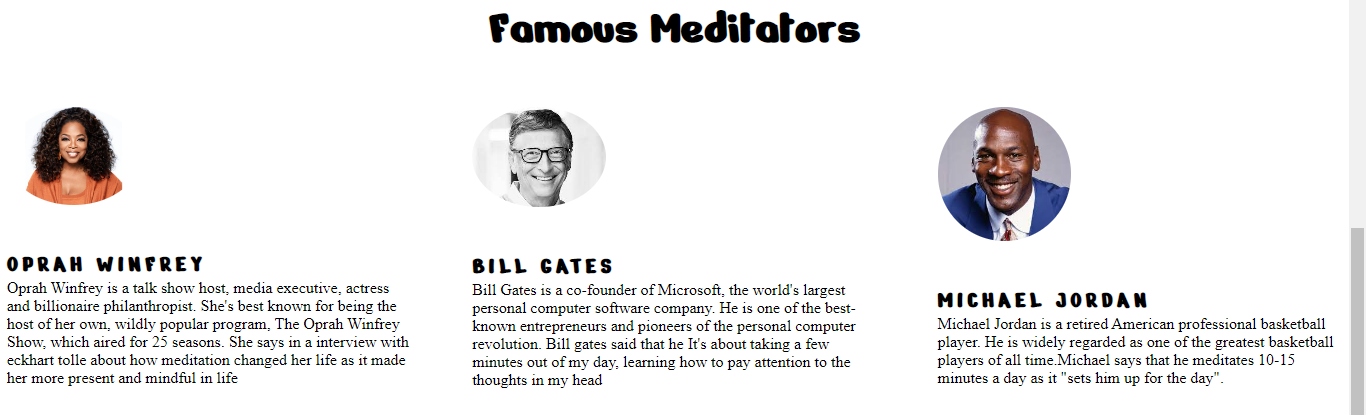 Famous Meditators
OPRAH WINFREY
Oprah Winfrey is a talk show host, media executive, actress
and billionaire philanthropist. She's best known for being the
host of her own, wildly popular program, The Oprah Winfrey
Show, which aired for 25 seasons. She says in a interview with
eckhart tolle about how meditation changed her life as it made
her more present and mindful in life
BILL GATES
Bill Gates is a co-founder of Microsoft, the world's largest
personal computer software company. He is one of the best-
known entrepreneurs and pioneers of the personal computer
revolution. Bill gates said that he It's about taking a few
minutes out of my day, learning how to pay attention to the
thoughts in my head
MICHAEL JORDAN
Michael Jordan is a retired American professional basketball
player. He is widely regarded as one of the greatest basketball
players of all time.Michael says that he meditates 10-15
minutes a day as it "sets him up for the day".